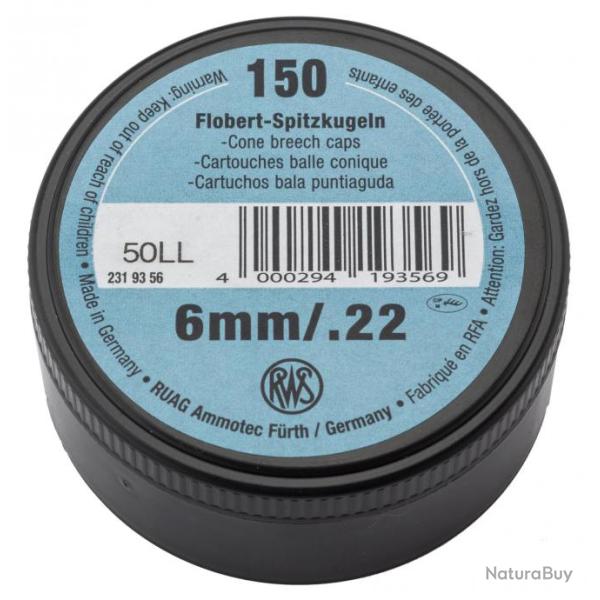 150
Flobert-Spitzkugeln
-Cone breech caps
-Cartouches balle conique
-Cartuchos bala puntiaguda
50LL
231 93 56
4 000294 193569
6mm/.22
RWS
Warning: Keep out of reach of children • Made in Germany • RUAG Ammotec Fürth / Germany • Fabriqué en RFA • Attention: Gardez hors de la portée des enfants
NaturaBuy